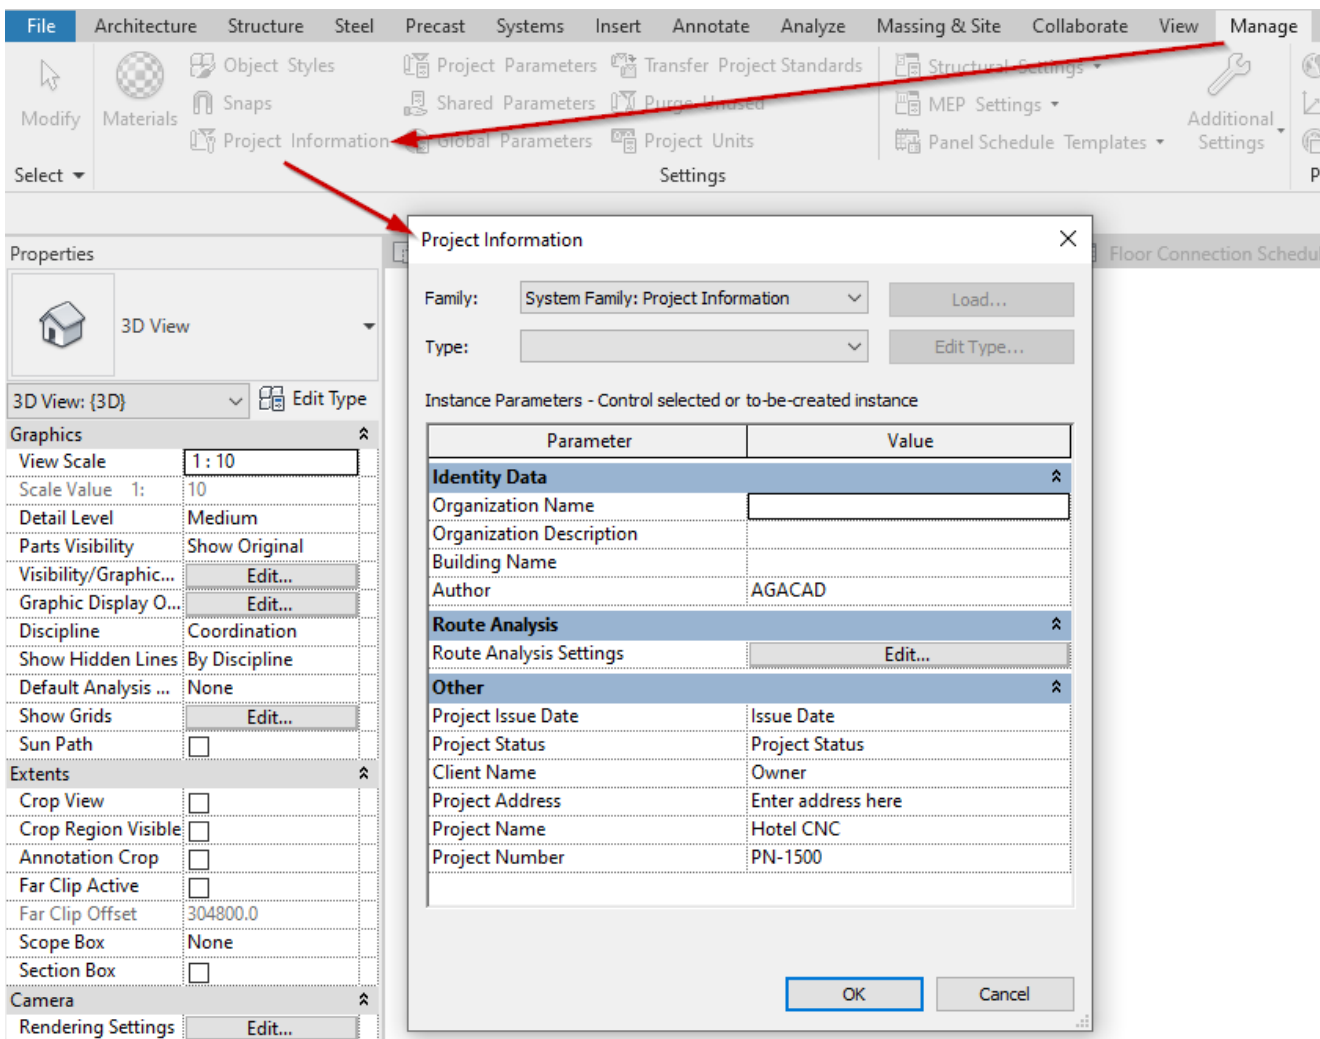 File Architecture Structure Steel Precast Systems Insert Annotate Analyze Massing & Site Collaborate View Manage
Object Styles Project Parameters Transfer Project Standards Structural Settings
Modify Materials Snaps Shared Parameters Purge Unused MEP Settings Additional Settings
Project Information Global Parameters Project Units Panel Schedule Templates
Select Settings P
Properties
3D View
3D View: {3D} Edit Type
Graphics
View Scale 1 : 10
Scale Value 1: 10
Detail Level Medium
Parts Visibility Show Original
Visibility/Graphic... Edit...
Graphic Display O... Edit...
Discipline Coordination
Show Hidden Lines By Discipline
Default Analysis ... None
Show Grids Edit...
Sun Path
Extents
Crop View
Crop Region Visible
Annotation Crop
Far Clip Active
Far Clip Offset 304800.0
Scope Box None
Section Box
Camera
Rendering Settings Edit...
Project Information
Floor Connection Schedu
Family: System Family: Project Information Load...
Type: Edit Type...
Instance Parameters - Control selected or to-be-created instance
Parameter Value
Identity Data
Organization Name
Organization Description
Building Name
Author AGACAD
Route Analysis
Route Analysis Settings Edit...
Other
Project Issue Date Issue Date
Project Status Project Status
Client Name Owner
Project Address Enter address here
Project Name Hotel CNC
Project Number PN-1500
OK Cancel